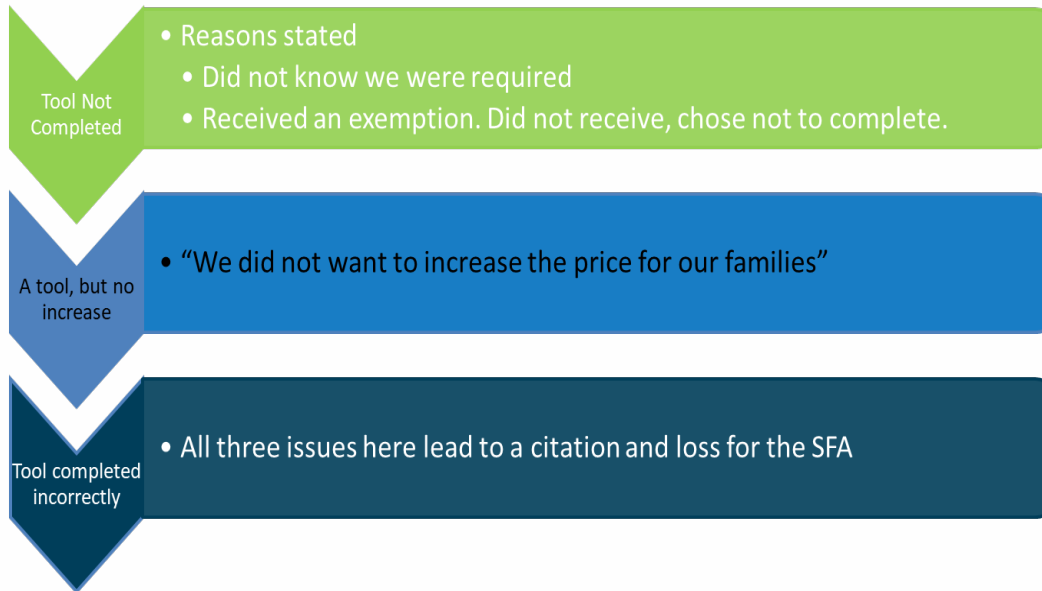 Tool Not
Completed
• Reasons stated
• Did not know we were required
• Received an exemption. Did not receive, chose not to complete.
A tool, but no
increase
• “We did not want to increase the price for our families”
Tool completed
incorrectly
• All three issues here lead to a citation and loss for the SFA